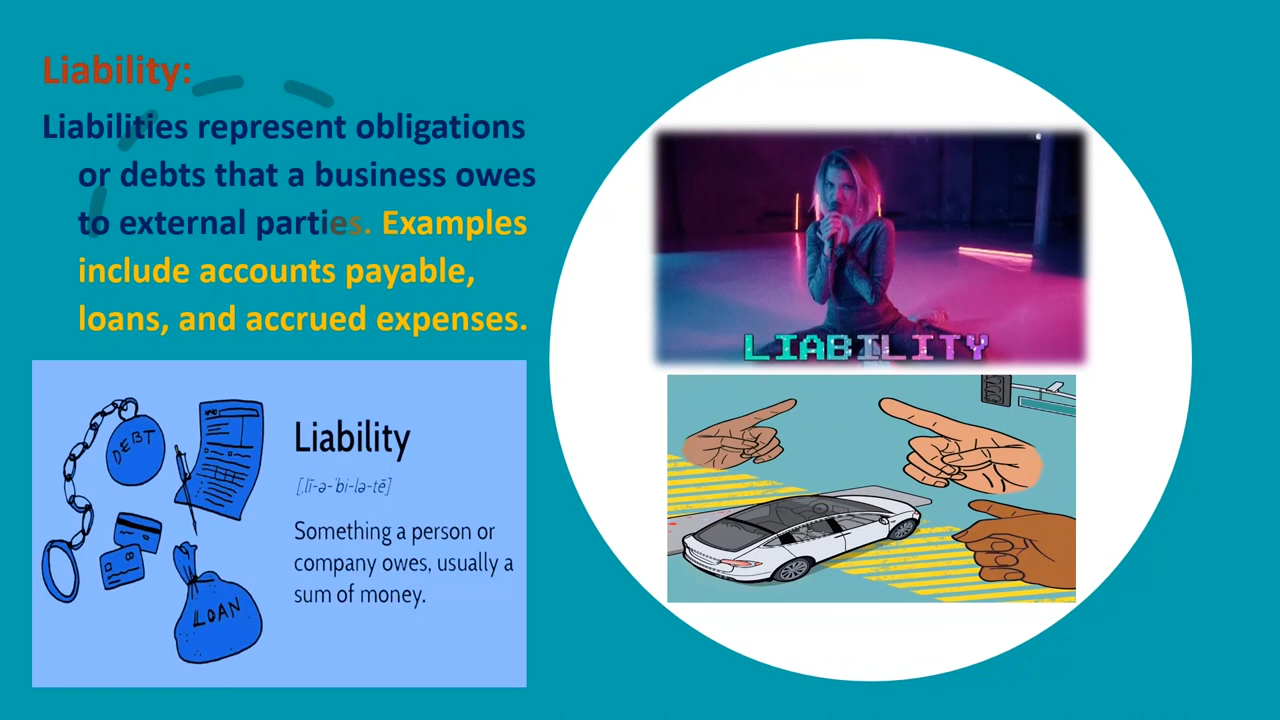 Liability:
Liabilities represent obligations
or debts that a business owes
to external parties. Examples
include accounts payable,
loans, and accrued expenses.
LIABILITY
DEBT
LOAN
Liability
[ˌlī-ə-ˈbi-lə-tē]
Something a person or
company owes, usually a
sum of money.